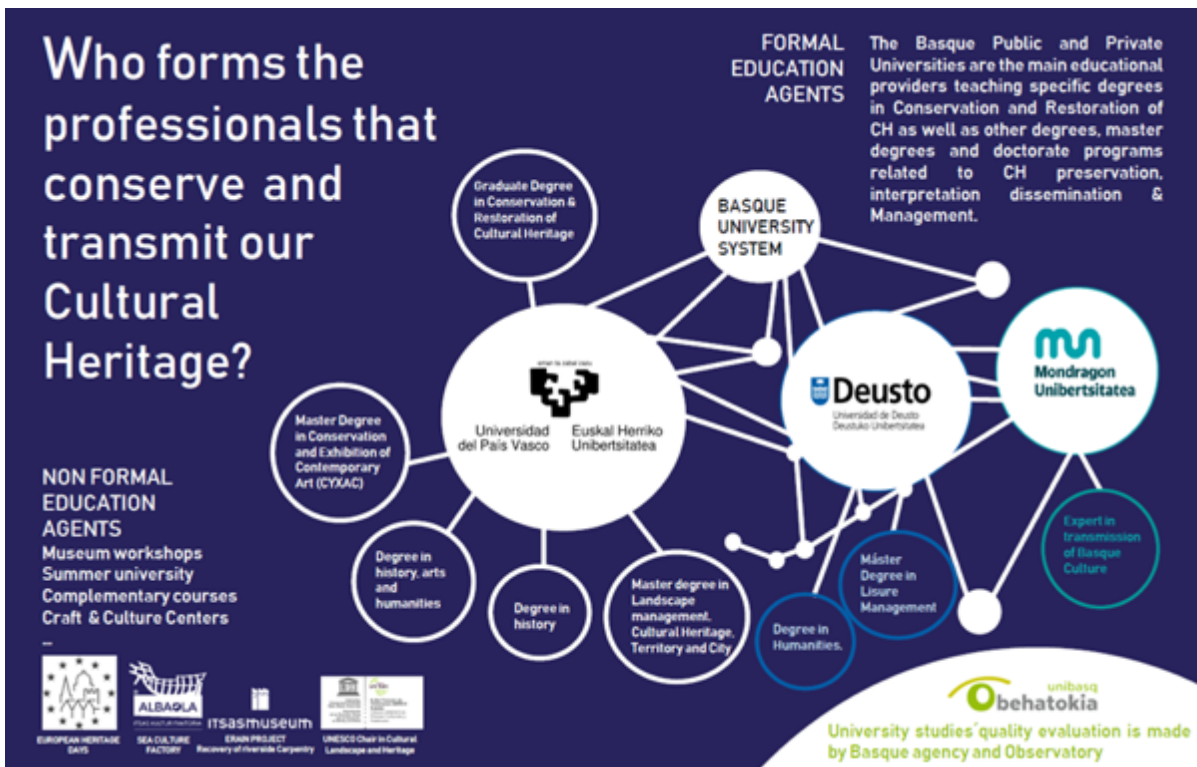 Who forms the
professionals that
conserve and
transmit our
Cultural
Heritage?
FORMAL
EDUCATION
AGENTS
The Basque Public and Private
Universities are the main educational
providers teaching specific degrees
in Conservation and Restoration of
CH as well as other degrees, master
degrees and doctorate programs
related to CH preservation,
interpretation dissemination &
Management.
Graduate Degree
in Conservation &
Restoration of
Cultural Heritage
BASQUE
UNIVERSITY
SYSTEM
eman ta zabal zazu
Universidad
del País Vasco
Euskal Herriko
Unibertsitatea
Deusto
Universidad de Deusto
Deustuko Unibertsitatea
Mondragon
Unibertsitatea
Master Degree
in Conservation
and Exhibition of
Contemporary
Art (CYXAC)
Degree in
history, arts
and
humanities
Degree in
history
Master degree in
Landscape
management,
Cultural Heritage,
Territory and City
Degree in
Humanities.
Máster
Degree in
Lisure
Management
Expert in
transmission
of Basque
Culture
NON FORMAL
EDUCATION
AGENTS
Museum workshops
Summer university
Complementary courses
Craft & Culture Centers
–
EUROPEAN HERITAGE
DAYS
ALBAOLA
SEA CULTURE
FACTORY
ITSASMUSEUM
ERAIN PROJECT
Recovery of riverside Carpentry
UNESCO Chair in Cultural
Landscape and Heritage
unibasq
Obehatokia
University studies´quality evaluation is made
by Basque agency and Observatory